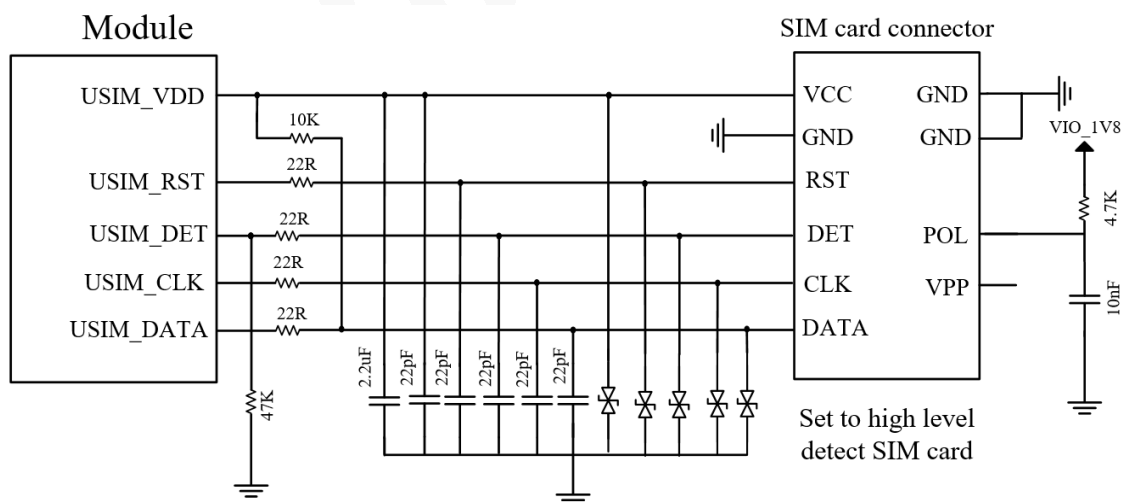 Module
SIM card connector
USIM_VDD
VCC
GND
10K
GND
GND
VIO_1V8
22R
USIM_RST
RST
4.7K
22R
USIM_DET
DET
POL
22R
USIM_CLK
CLK
VPP
10nF
22R
USIM_DATA
DATA
2.2uF
22pF
22pF
22pF
22pF
22pF
47K
Set to high level
detect SIM card